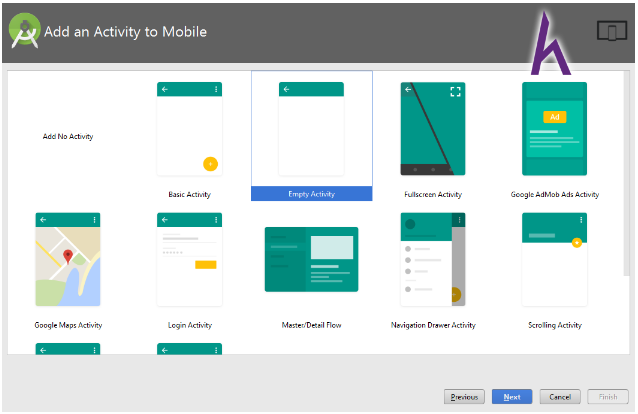 Add an Activity to Mobile
Add No Activity
Basic Activity
Empty Activity
Fullscreen Activity
Ad
Google AdMob Ads Activity
Google Maps Activity
Login Activity
Master/Detail Flow
Navigation Drawer Activity
Scrolling Activity
Previous
Next
Cancel
Finish